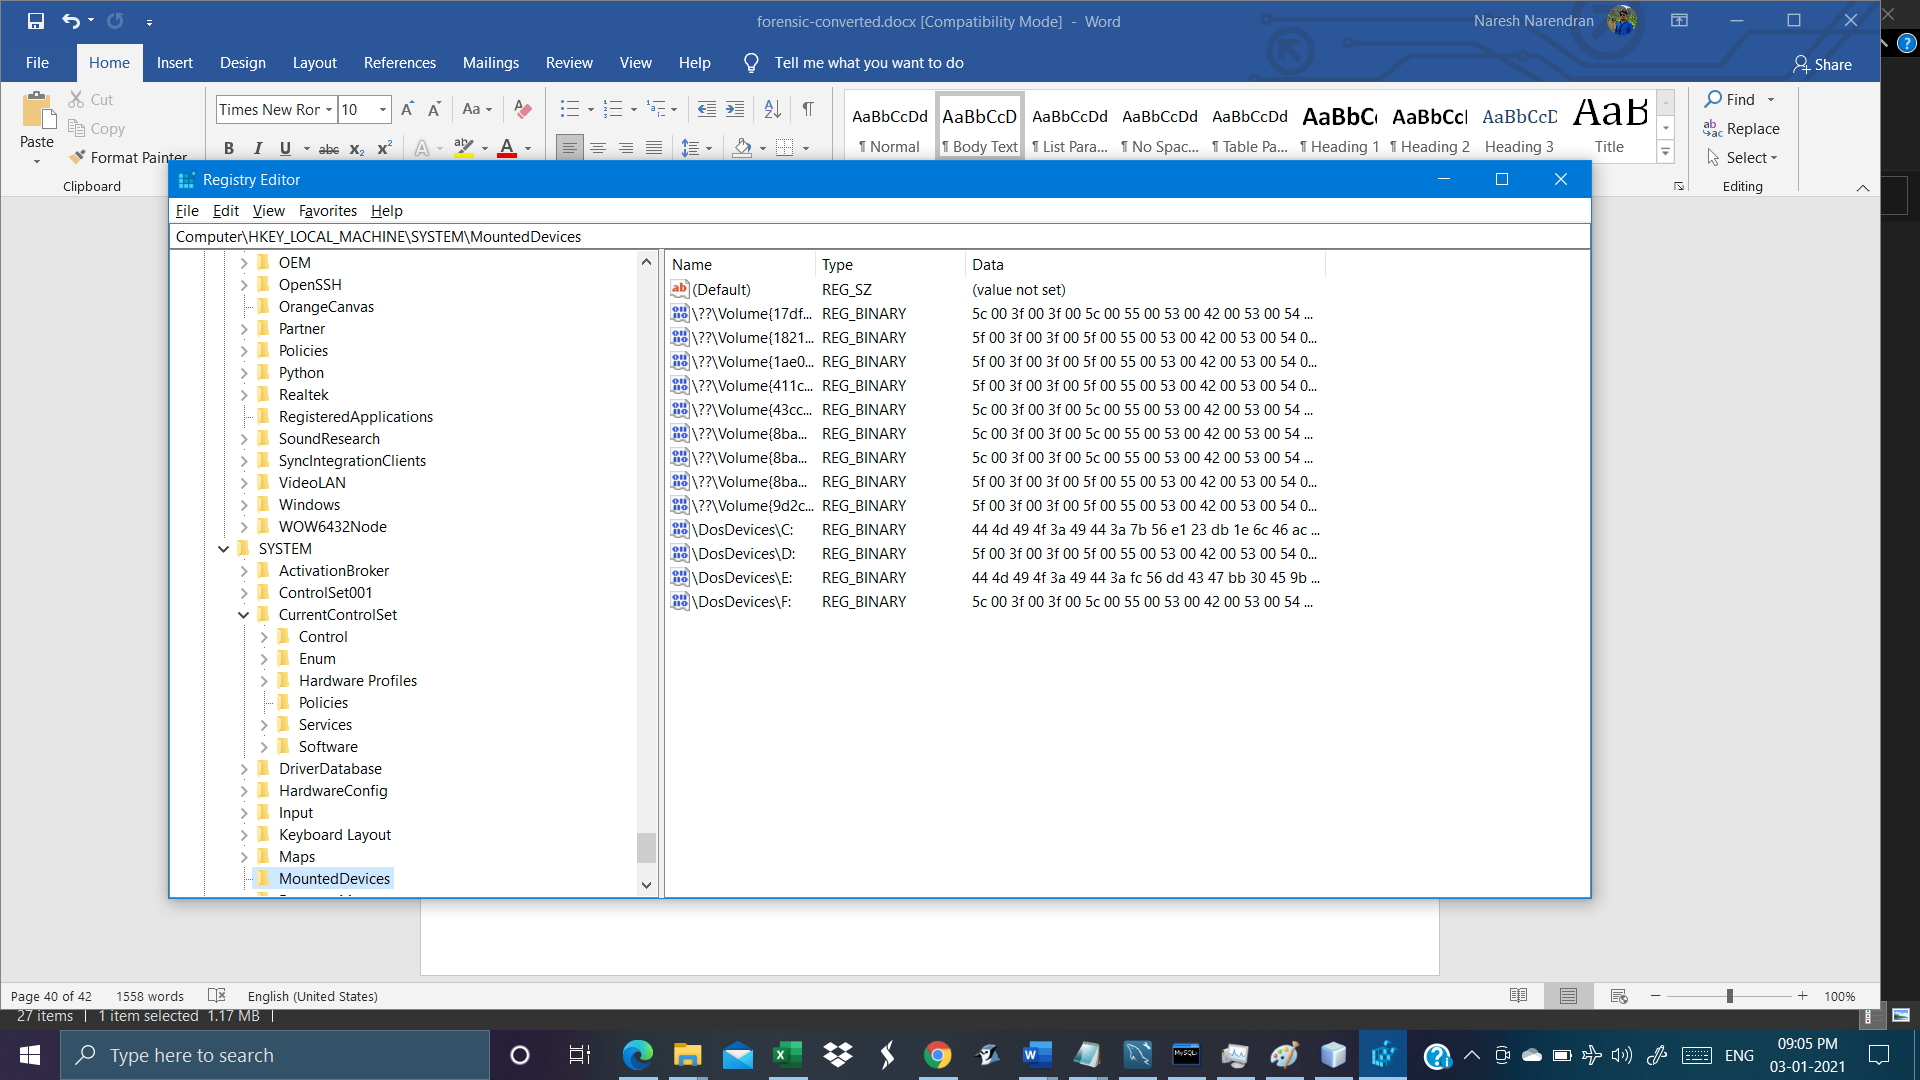 forensic-converted.docx [Compatibility Mode] - Word
Naresh Narendran
File Home Insert Design Layout References Mailings Review View Help Tell me what you want to do
Share
Paste
Cut
Copy
Format Painter
Clipboard
Times New Ror 10
AaBbCcDd AaBbCcD AaBbCcDd AaBbCcDd AaBbCcDd AaBbCc AaBbCcl AaBbCcD AaB
¶ Normal ¶ Body Text ¶ List Para... ¶ No Spac... ¶ Table Pa... ¶ Heading 1 ¶ Heading 2 Heading 3 Title
Find
Replace
Select
Editing
Registry Editor
File Edit View Favorites Help
Computer\HKEY_LOCAL_MACHINE\SYSTEM\MountedDevices
OEM
OpenSSH
OrangeCanvas
Partner
Policies
Python
Realtek
RegisteredApplications
SoundResearch
SyncIntegrationClients
VideoLAN
Windows
WOW6432Node
SYSTEM
ActivationBroker
ControlSet001
CurrentControlSet
Control
Enum
Hardware Profiles
Policies
Services
Software
DriverDatabase
HardwareConfig
Input
Keyboard Layout
Maps
MountedDevices
Name Type Data
(Default) REG_SZ (value not set)
\??\Volume{17df... REG_BINARY 5c 00 3f 00 3f 00 5c 00 55 00 53 00 42 00 53 00 54 ...
\??\Volume{1821... REG_BINARY 5f 00 3f 00 3f 00 5f 00 55 00 53 00 42 00 53 00 54 0...
\??\Volume{1ae0... REG_BINARY 5f 00 3f 00 3f 00 5f 00 55 00 53 00 42 00 53 00 54 0...
\??\Volume{411c... REG_BINARY 5f 00 3f 00 3f 00 5f 00 55 00 53 00 42 00 53 00 54 0...
\??\Volume{43cc... REG_BINARY 5c 00 3f 00 3f 00 5c 00 55 00 53 00 42 00 53 00 54 ...
\??\Volume{8ba... REG_BINARY 5c 00 3f 00 3f 00 5c 00 55 00 53 00 42 00 53 00 54 ...
\??\Volume{8ba... REG_BINARY 5c 00 3f 00 3f 00 5c 00 55 00 53 00 42 00 53 00 54 ...
\??\Volume{8ba... REG_BINARY 5f 00 3f 00 3f 00 5f 00 55 00 53 00 42 00 53 00 54 0...
\??\Volume{9d2c... REG_BINARY 5f 00 3f 00 3f 00 5f 00 55 00 53 00 42 00 53 00 54 0...
\DosDevices\C: REG_BINARY 44 4d 49 4f 3a 49 44 3a 7b 56 e1 23 db 1e 6c 46 ac ...
\DosDevices\D: REG_BINARY 5f 00 3f 00 3f 00 5f 00 55 00 53 00 42 00 53 00 54 0...
\DosDevices\E: REG_BINARY 44 4d 49 4f 3a 49 44 3a fc 56 dd 43 47 bb 30 45 9b ...
\DosDevices\F: REG_BINARY 5c 00 3f 00 3f 00 5c 00 55 00 53 00 42 00 53 00 54 ...
Page 40 of 42 1558 words English (United States) 100%
27 items 1 item selected 1.17 MB
Type here to search
ENG
09:05 PM
03-01-2021